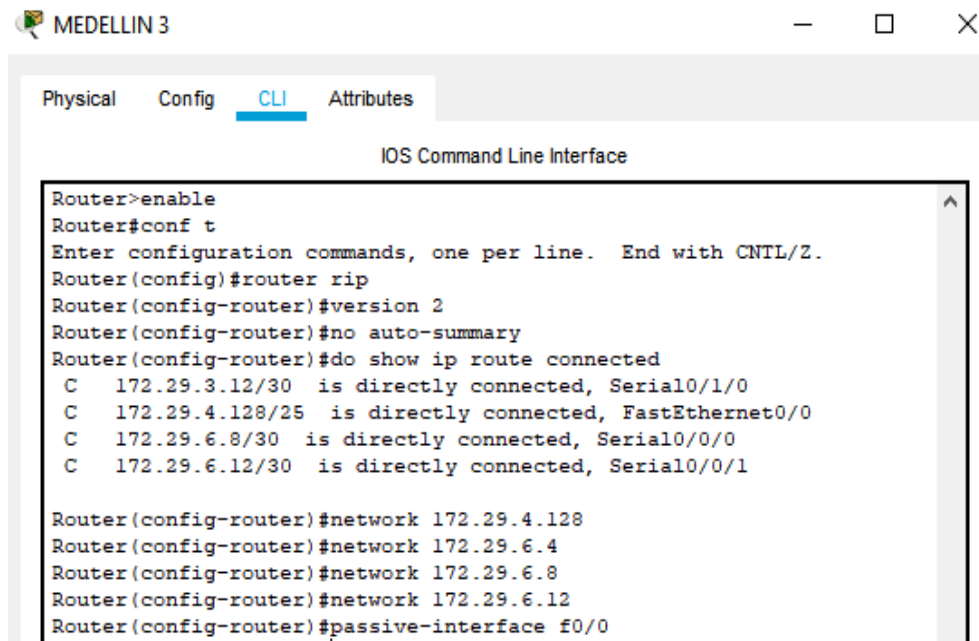 MEDELLIN 3
Physical Config CLI Attributes
IOS Command Line Interface
Router>enable
Router#conf t
Enter configuration commands, one per line.  End with CNTL/Z.
Router(config)#router rip
Router(config-router)#version 2
Router(config-router)#no auto-summary
Router(config-router)#do show ip route connected
C   172.29.3.12/30  is directly connected, Serial0/1/0
C   172.29.4.128/25  is directly connected, FastEthernet0/0
C   172.29.6.8/30  is directly connected, Serial0/0/0
C   172.29.6.12/30  is directly connected, Serial0/0/1
Router(config-router)#network 172.29.4.128
Router(config-router)#network 172.29.6.4
Router(config-router)#network 172.29.6.8
Router(config-router)#network 172.29.6.12
Router(config-router)#passive-interface f0/0